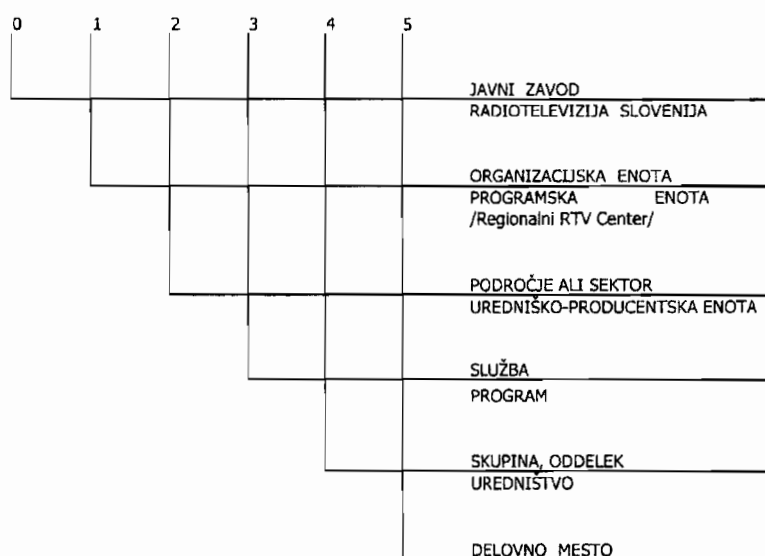 0 1 2 3 4 5
JAVNI ZAVOD
RADIOTELEVIZIJA SLOVENIJA
ORGANIZACIJSKA ENOTA
PROGRAMSKA ENOTA
/Regionalni RTV Center/
PODROČJE ALI SEKTOR
UREDNIŠKO-PRODUCENTSKA ENOTA
SLUŽBA
PROGRAM
SKUPINA, ODDELEK
UREDNIŠTVO
DELOVNO MESTO